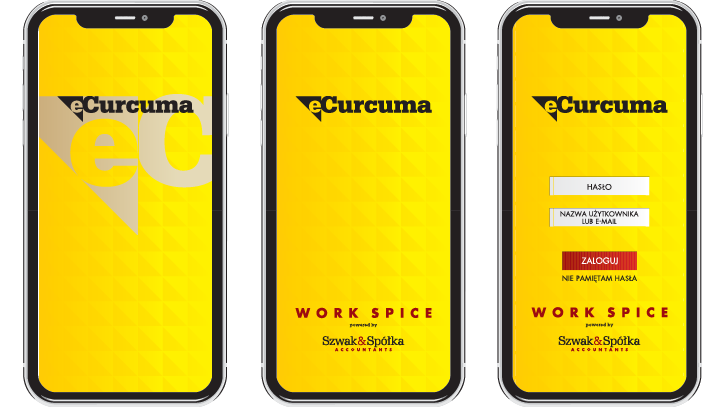 eCurcuma
eC
eCurcuma
WORK SPICE
powered by
Szwak&Spółka
ACCOUNTANTS
eCurcuma
HASŁO
NAZWA UŻYTKOWNIKA
LUB E-MAIL
ZALOGUJ
NIE PAMIĘTAM HASŁA
WORK SPICE
powered by
Szwak&Spółka
ACCOUNTANTS